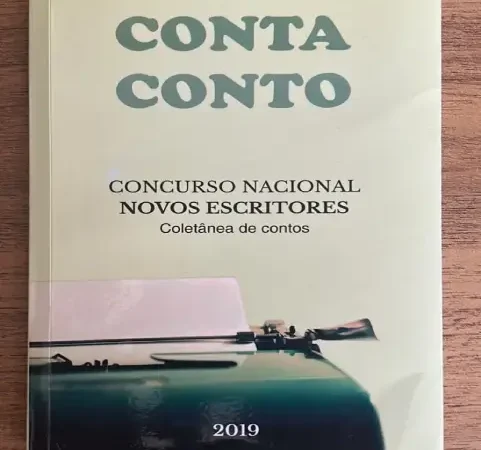 CONTA
CONTO
CONCURSO NACIONAL
NOVOS ESCRITORES
Coletânea de contos
2019